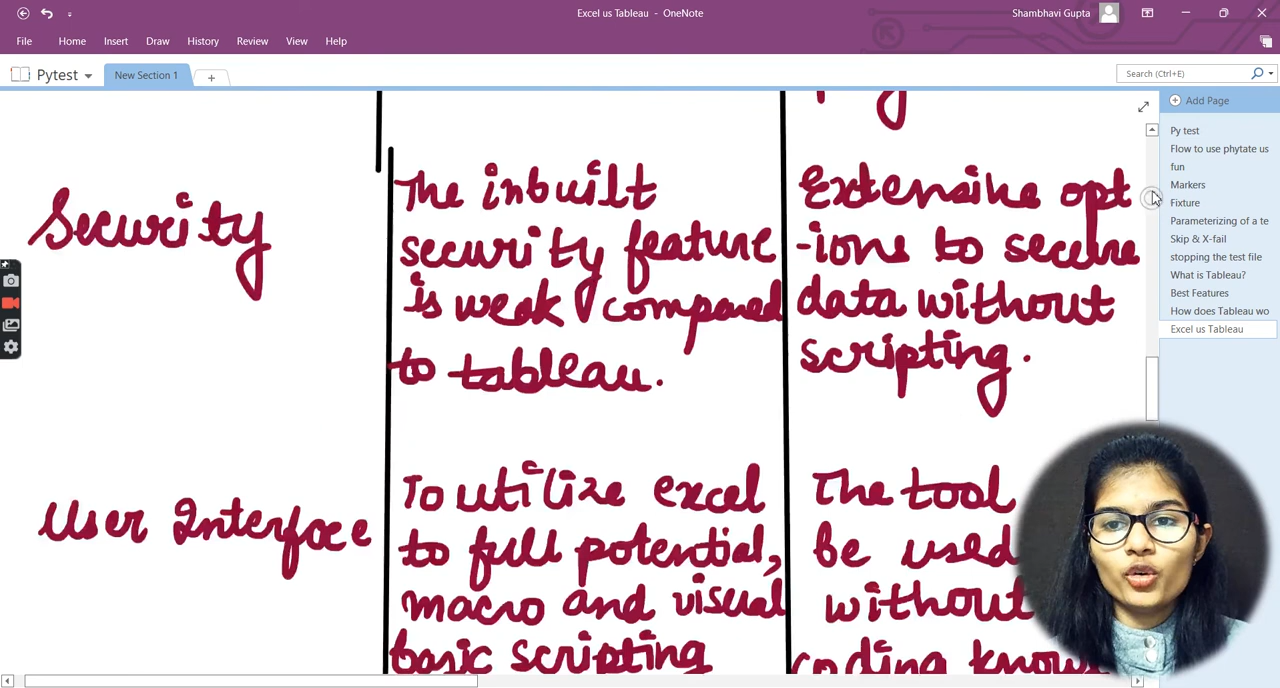 Excel us Tableau - OneNote
Shambhavi Gupta
File Home Insert Draw History Review View Help
Pytest
New Section 1
+
Search (Ctrl+E)
Add Page
Py test
Flow to use phytate us
fun
Markers
Fixture
Parameterizing of a te
Skip & X-fail
stopping the test file
What is Tableau?
Best Features
How does Tableau wo
Excel us Tableau
Security
The inbuilt
security feature
is weak compared
to tableau.
Extensive opt
-ions to secure
data without
scripting.
User Interface
To utilize excel
to full potential,
macro and visual
basic scripting
The tool
be used
without
coding know